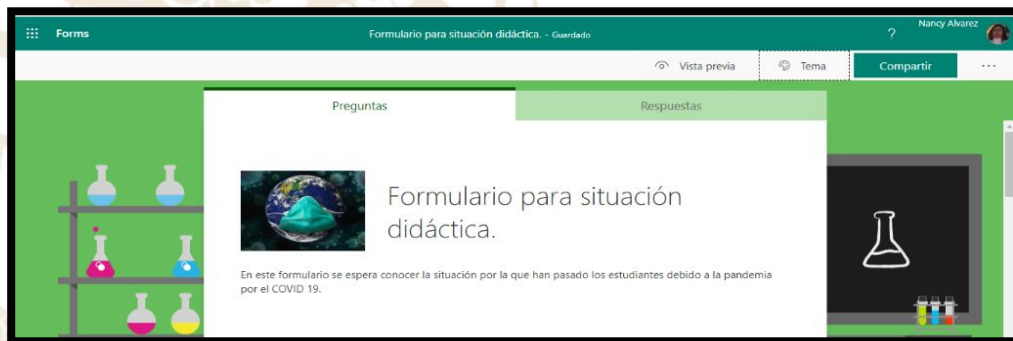 Forms
Formulario para situación didáctica. - Guardado
?
Nancy Alvarez
Vista previa
Tema
Compartir
...
Preguntas
Respuestas
Formulario para situación
didáctica.
En este formulario se espera conocer la situación por la que han pasado los estudiantes debido a la pandemia
por el COVID 19.